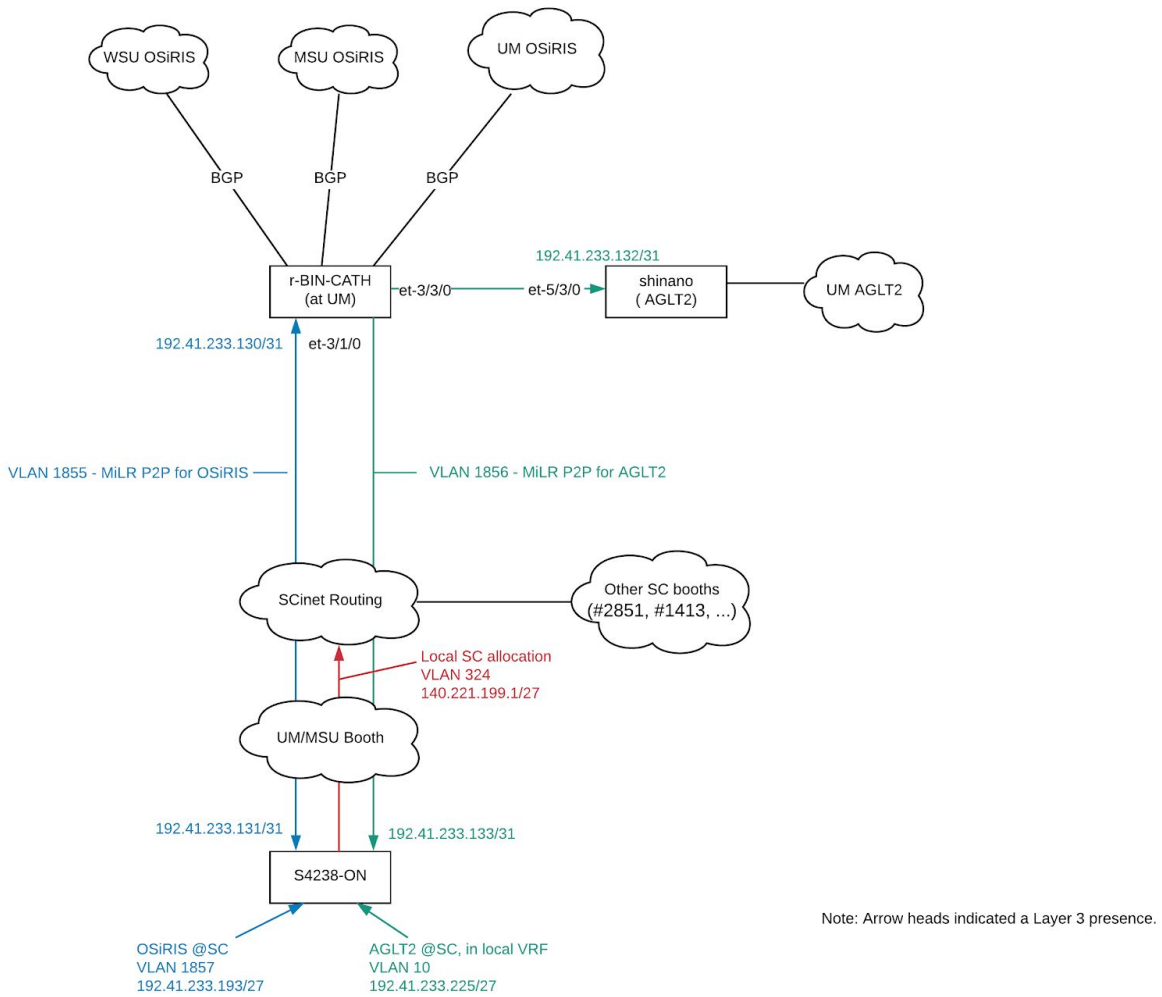 WSU OSiRIS
MSU OSiRIS
UM OSiRIS
BGP
BGP
BGP
192.41.233.132/31
r-BIN-CATH
(at UM)
et-3/3/0
et-5/3/0
shinano
( AGLT2)
UM AGLT2
192.41.233.130/31
et-3/1/0
VLAN 1855 - MiLR P2P for OSiRIS
VLAN 1856 - MiLR P2P for AGLT2
SCinet Routing
Other SC booths
(#2851, #1413, ...)
Local SC allocation
VLAN 324
140.221.199.1/27
UM/MSU Booth
192.41.233.131/31
192.41.233.133/31
S4238-ON
Note: Arrow heads indicated a Layer 3 presence.
OSiRIS @SC
VLAN 1857
192.41.233.193/27
AGLT2 @SC, in local VRF
VLAN 10
192.41.233.225/27